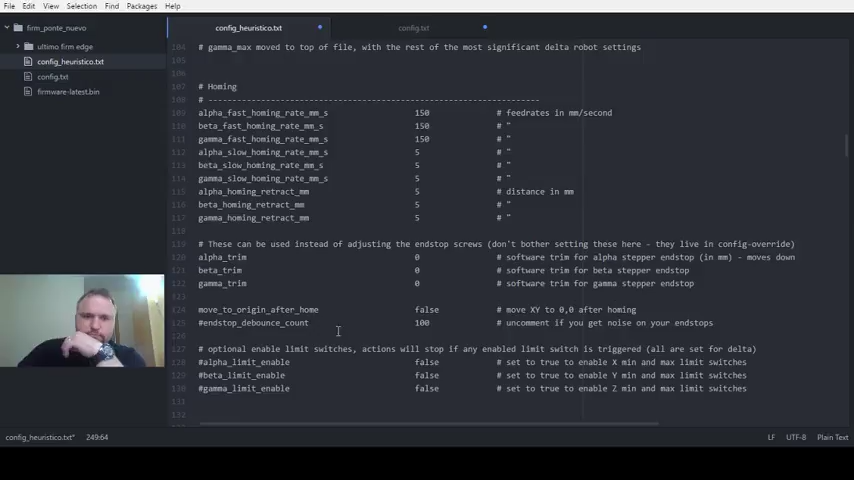 File Edit View Selection Find Packages Help
firm_ponte_nuevo
ultimo firm edge
config_heuristico.txt
config.txt
firmware-latest.bin
config_heuristico.txt config.txt
104 # gamma_max moved to top of file, with the rest of the most significant delta robot settings
105
106
107 # Homing
108 # ---------------------------------------------------------------
109 alpha_fast_homing_rate_mm_s 150 # feedrates in mm/second
110 beta_fast_homing_rate_mm_s 150 # "
111 gamma_fast_homing_rate_mm_s 150 # "
112 alpha_slow_homing_rate_mm_s 5 # "
113 beta_slow_homing_rate_mm_s 5 # "
114 gamma_slow_homing_rate_mm_s 5 # "
115 alpha_homing_retract_mm 5 # distance in mm
116 beta_homing_retract_mm 5 # "
117 gamma_homing_retract_mm 5 # "
118
119 # These can be used instead of adjusting the endstop screws (don't bother setting these here - they live in config-override)
120 alpha_trim 0 # software trim for alpha stepper endstop (in mm) - moves down
121 beta_trim 0 # software trim for beta stepper endstop
122 gamma_trim 0 # software trim for gamma stepper endstop
123
124 move_to_origin_after_home false # move XY to 0,0 after homing
125 #endstop_debounce_count 100 # uncomment if you get noise on your endstops
126
127 # optional enable limit switches, actions will stop if any enabled limit switch is triggered (all are set for delta)
128 #alpha_limit_enable false # set to true to enable X min and max limit switches
129 #beta_limit_enable false # set to true to enable Y min and max limit switches
130 #gamma_limit_enable false # set to true to enable Z min and max limit switches
131
132
config_heuristico.txt* 249:64 LF UTF-8 Plain Text